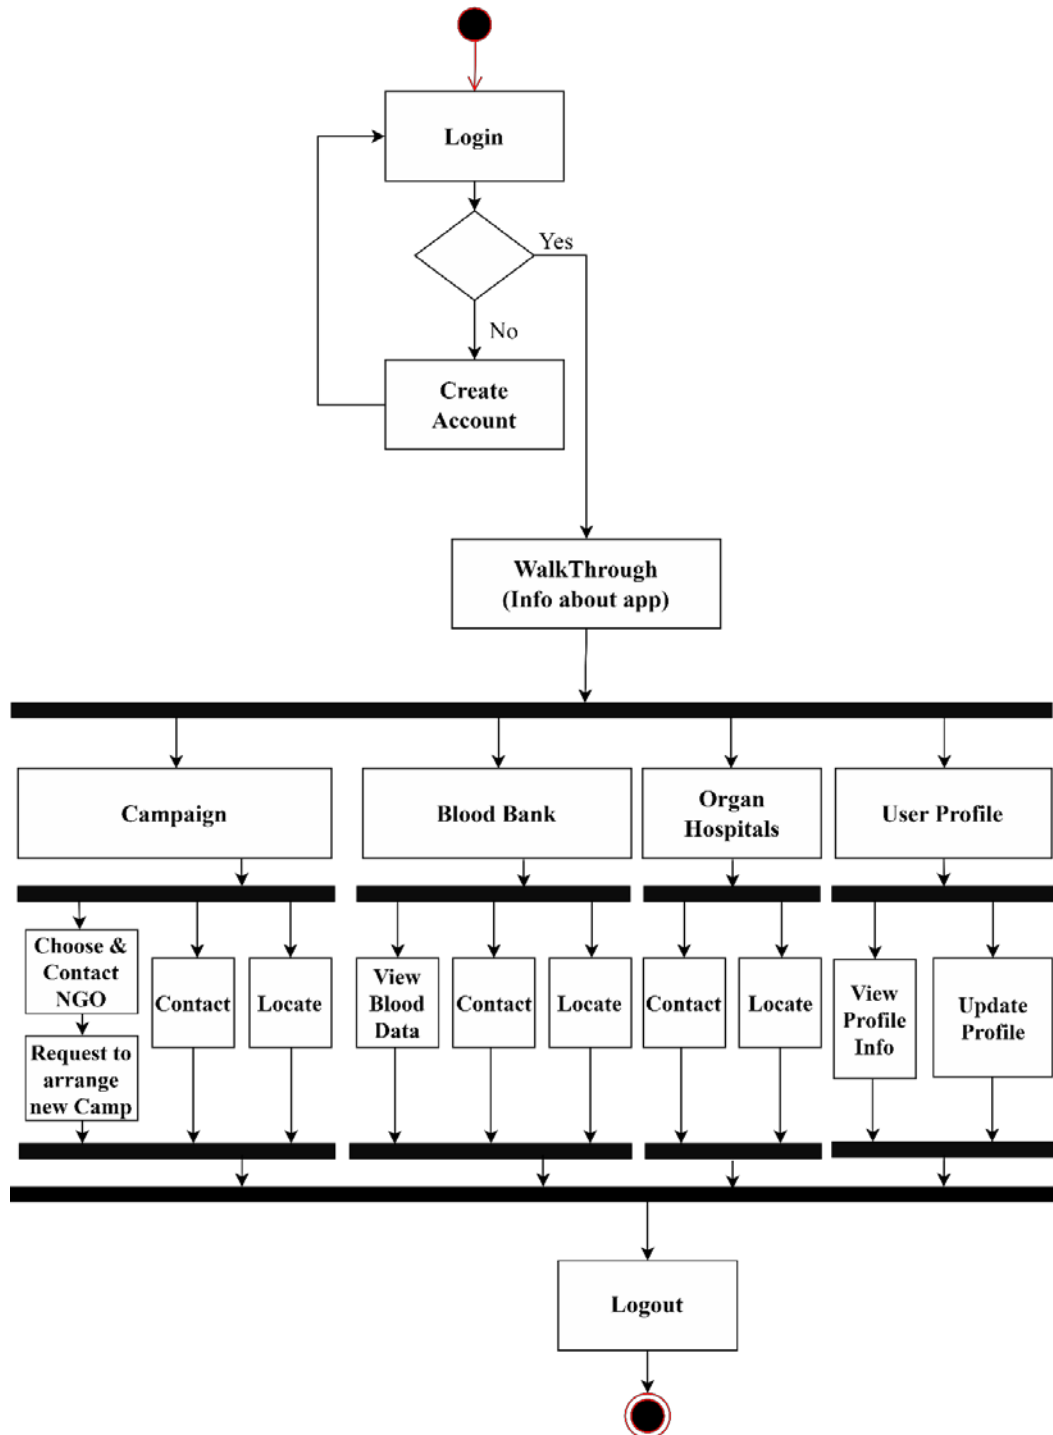 Login
Yes
No
Create
Account
WalkThrough
(Info about app)
Campaign
Blood Bank
Organ
Hospitals
User Profile
Choose &
Contact
NGO
Request to
arrange
new Camp
Contact
Locate
View
Blood
Data
Contact
Locate
Contact
Locate
View
Profile
Info
Update
Profile
Logout